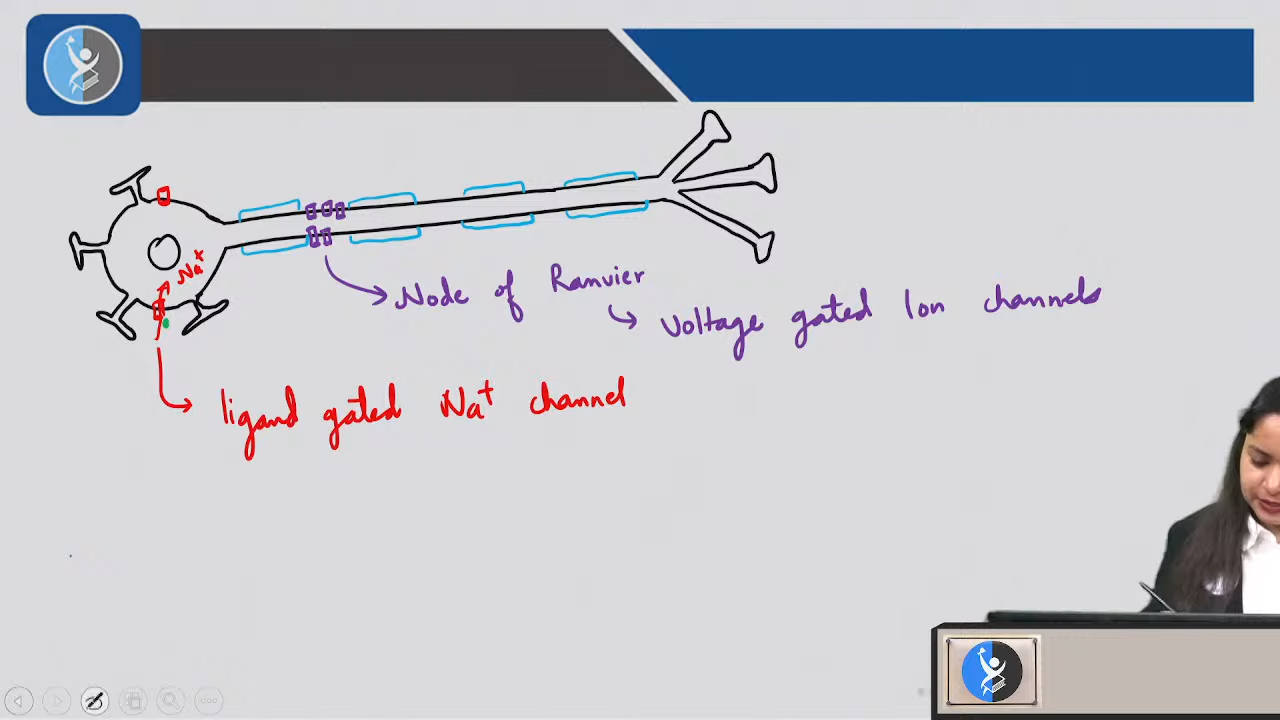 Na+
Node of Ranvier
Voltage gated Ion channels
ligand gated Na+ channel